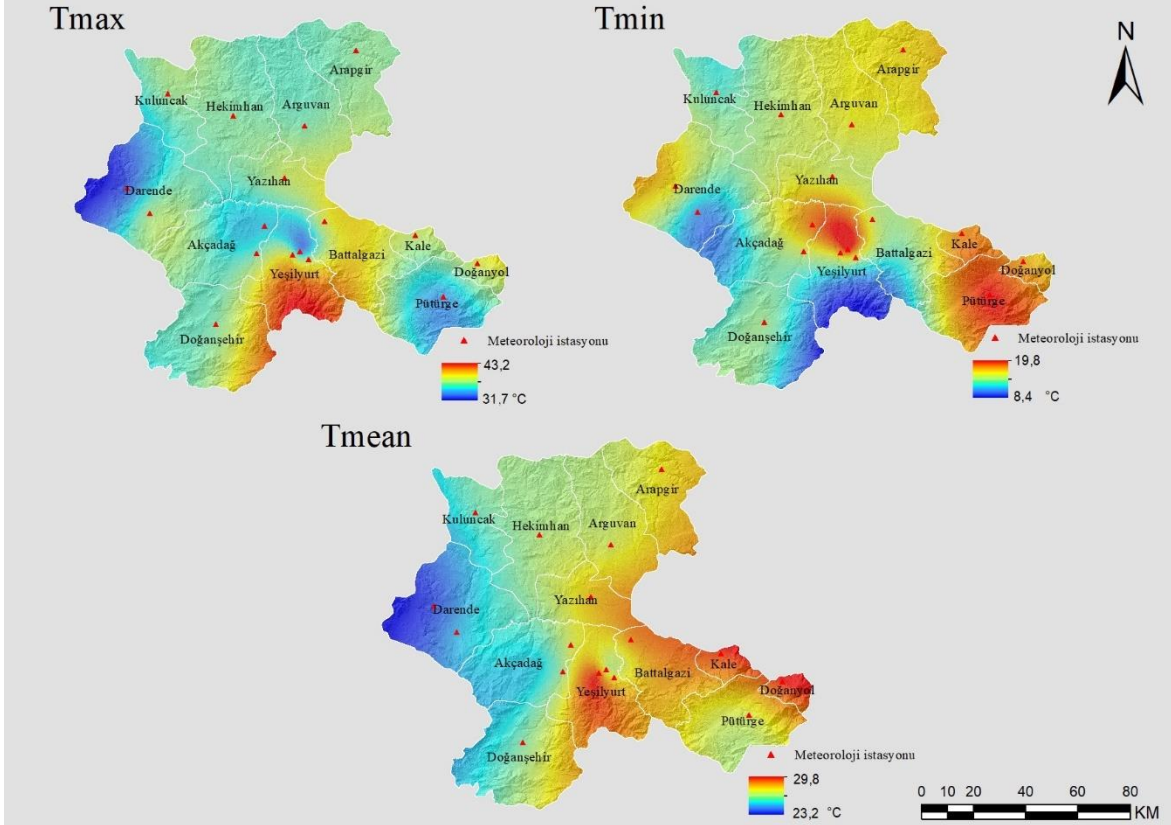 Tmax
Arapgir
Kuluncak
Hekimhan
Arguvan
Darende
Yazıhan
Akçadağ
Battalgazi
Kale
Yeşilyurt
Doğanyol
Pütürge
Doğanşehir
Meteoroloji istasyonu
43,2
31,7 °C
Tmin
N
Arapgir
Kuluncak
Hekimhan
Arguvan
Yazıhan
Darende
Akçadağ
Battalgazi
Kale
Yeşilyurt
Doğanyol
Pütürge
Doğanşehir
Meteoroloji istasyonu
19,8
8,4 °C
Tmean
Arapgir
Kuluncak
Hekimhan
Arguvan
Yazıhan
Darende
Akçadağ
Battalgazi
Kale
Yeşilyurt
Doğanyol
Pütürge
Doğanşehir
Meteoroloji istasyonu
29,8
23,2 °C
0 10 20 40 60 80
KM